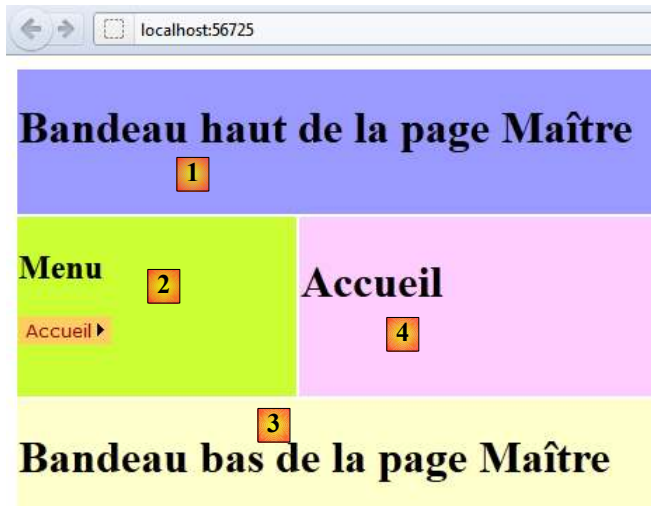 localhost:56725
Bandeau haut de la page Maître
1
Menu
2
Accueil
Accueil
4
3
Bandeau bas de la page Maître